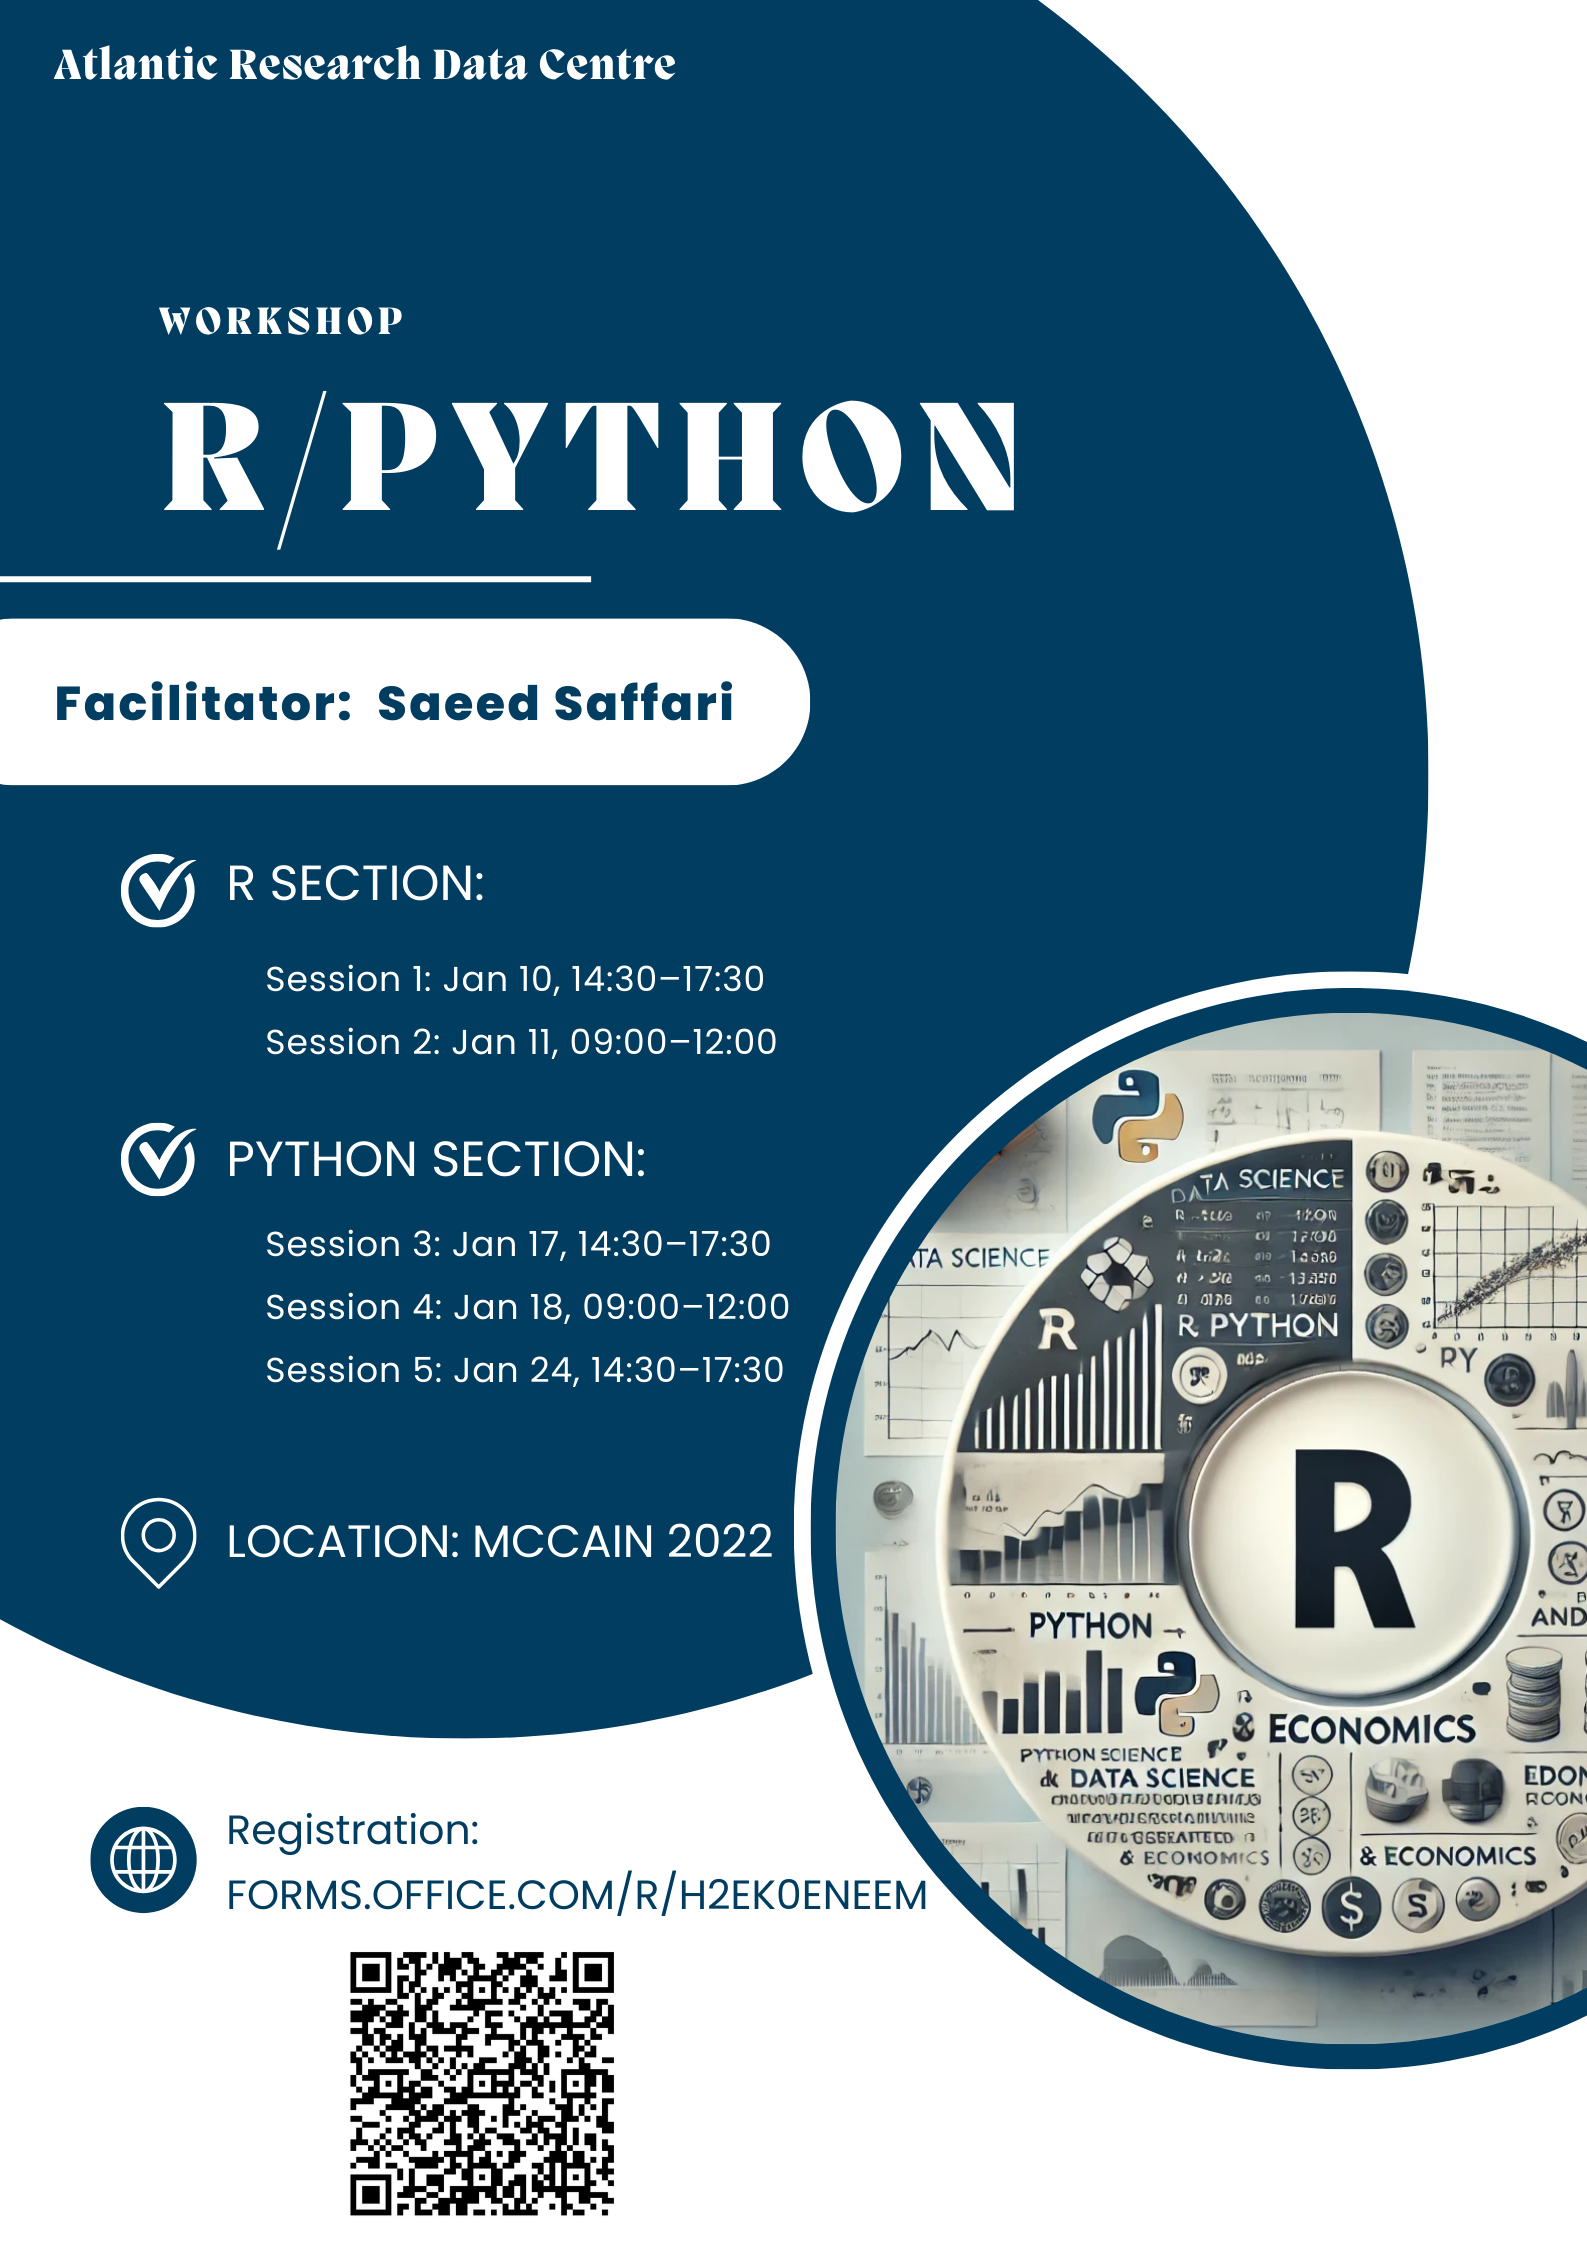 Atlantic Research Data Centre
WORKSHOP
R/PYTHON
Facilitator: Saeed Saffari
R SECTION:
Session 1: Jan 10, 14:30–17:30
Session 2: Jan 11, 09:00–12:00
PYTHON SECTION:
Session 3: Jan 17, 14:30–17:30
Session 4: Jan 18, 09:00–12:00
Session 5: Jan 24, 14:30–17:30
LOCATION: MCCAIN 2022
Registration:
FORMS.OFFICE.COM/R/H2EK0ENEEM
DATA SCIENCE
TA SCIENCE
R
R PYTHON
PY
R
PYTHON
AND
ECONOMICS
PYTHON SCIENCE
& DATA SCIENCE
& ECONOMICS
& ECONOMICS
$
S